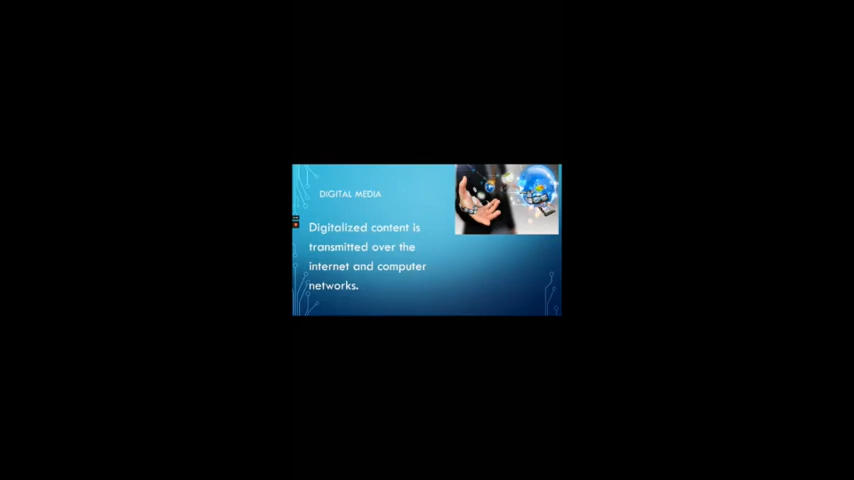 DIGITAL MEDIA
Digitalized content is
transmitted over the
internet and computer
networks.